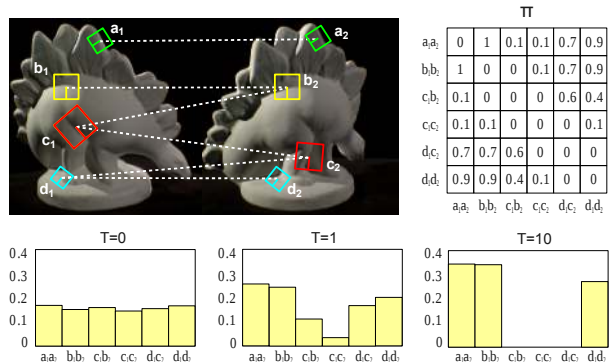 a₁ a₂
b₁ b₂
c₁
c₂
d₁ d₂
π
a₁a₂ 0 1 0.1 0.1 0.7 0.9
b₁b₂ 1 0 0 0.1 0.7 0.9
c₁b₂ 0.1 0 0 0 0.6 0.4
c₁c₂ 0.1 0.1 0 0 0 0.1
d₁c₂ 0.7 0.7 0.6 0 0 0
d₁d₂ 0.9 0.9 0.4 0.1 0 0
a₁a₂ b₁b₂ c₁b₂ c₁c₂ d₁c₂ d₁d₂
T=0
0.4
0.3
0.2
0.1
0
a₁a₂ b₁b₂ c₁b₂ c₁c₂ d₁c₂ d₁d₂
T=1
0.4
0.3
0.2
0.1
0
a₁a₂ b₁b₂ c₁b₂ c₁c₂ d₁c₂ d₁d₂
T=10
0.4
0.3
0.2
0.1
0
a₁a₂ b₁b₂ c₁b₂ c₁c₂ d₁c₂ d₁d₂